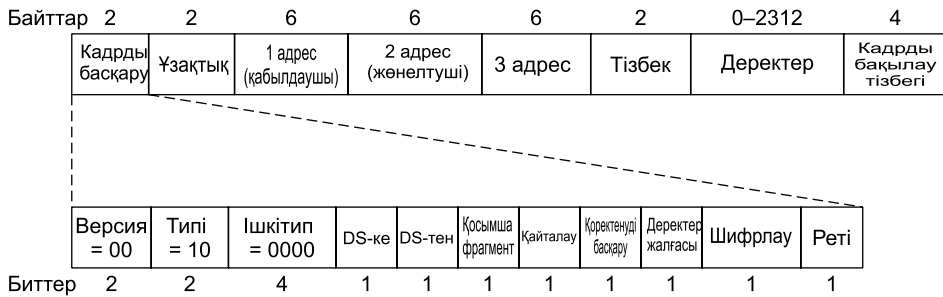 Байттар 2 2 6 6 6 2 0–2312 4
Кадрды
басқару
Ұзақтық
1 адрес
(қабылдаушы)
2 адрес
(жөнелтуші)
3 адрес
Тізбек
Деректер
Кадрды
бақылау
тізбегі
Версия
= 00
Типі
= 10
Ішкітип
= 0000
DS-ке
DS-тен
Қосымша
фрагмент
Қайталау
Қоректенуді
басқару
Деректер
жалғасы
Шифрлау
Реті
Биттер 2 2 4 1 1 1 1 1 1 1 1